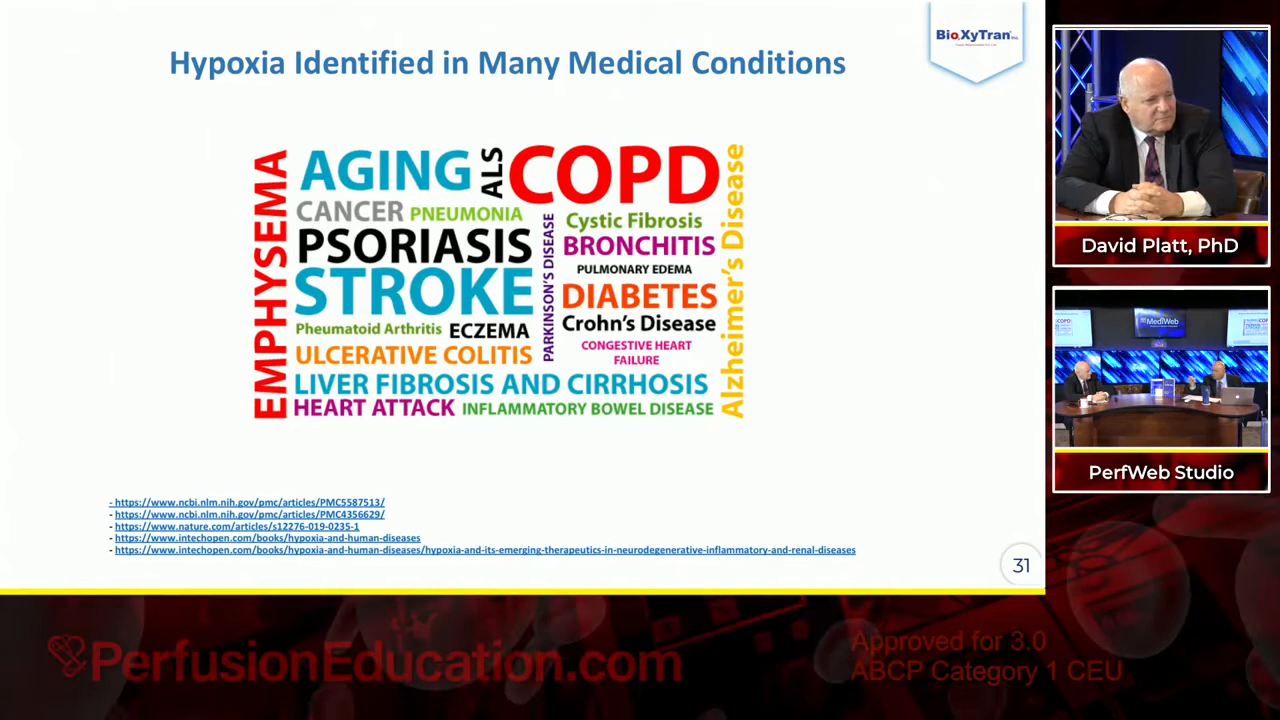 Hypoxia Identified in Many Medical Conditions
BioXyTran Inc.
EMPHYSEMA
AGING
ALS
COPD
CANCER PNEUMONIA
PSORIASIS
STROKE
PARKINSON'S DISEASE
Cystic Fibrosis
BRONCHITIS
PULMONARY EDEMA
DIABETES
Crohn's Disease
CONGESTIVE HEART
FAILURE
Pheumatoid Arthritis ECZEMA
ULCERATIVE COLITIS
LIVER FIBROSIS AND CIRRHOSIS
HEART ATTACK INFLAMMATORY BOWEL DISEASE
Alzheimer's Disease
- https://www.ncbi.nlm.nih.gov/pmc/articles/PMC5587513/
- https://www.ncbi.nlm.nih.gov/pmc/articles/PMC4356629/
- https://www.nature.com/articles/s12276-019-0235-1
- https://www.intechopen.com/books/hypoxia-and-human-diseases
- https://www.intechopen.com/books/hypoxia-and-human-diseases/hypoxia-and-its-emerging-therapeutics-in-neurodegenerative-inflammatory-and-renal-diseases
31
David Platt, PhD
COPD
MediWeb
PerfWeb Studio
PerfusionEducation.com
Approved for 3.0
ABCP Category 1 CEU